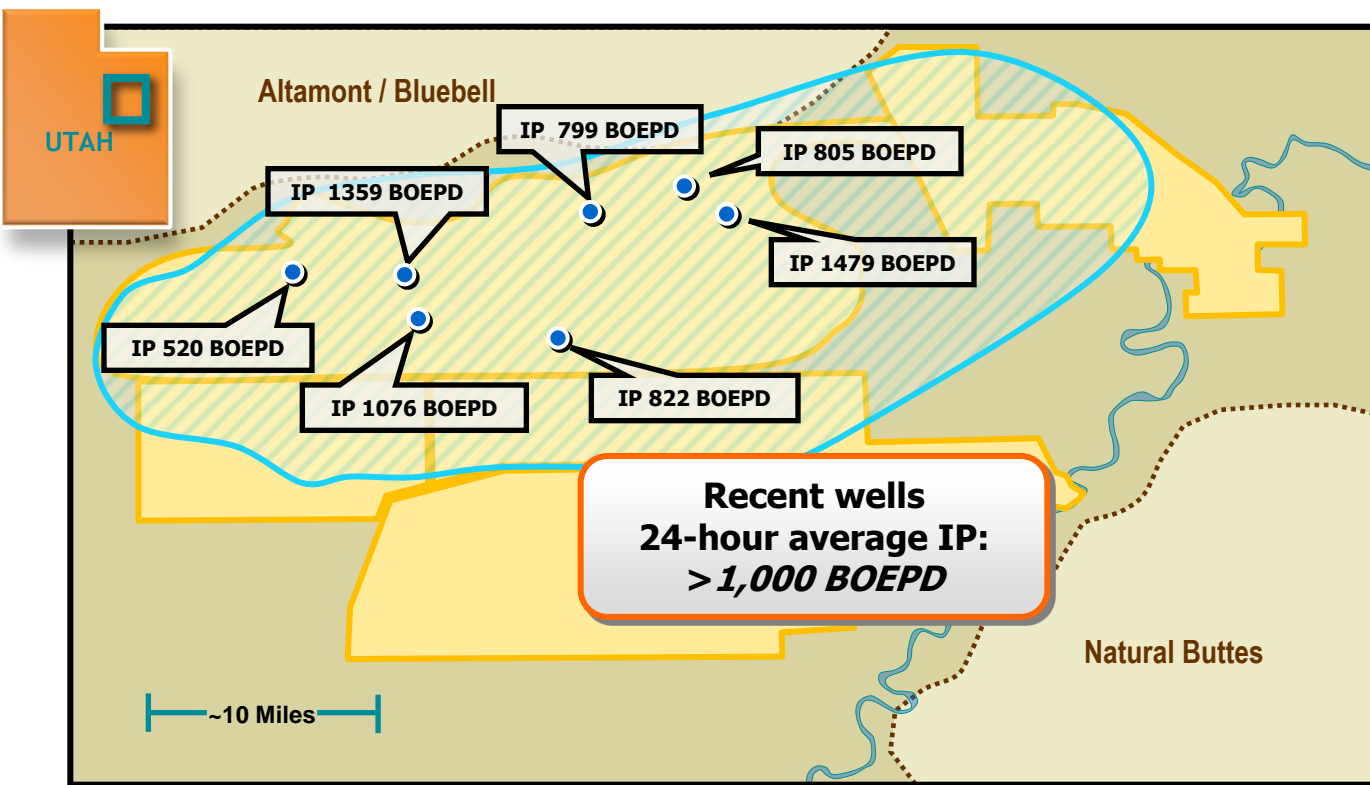 UTAH
Altamont / Bluebell
IP 799 BOEPD
IP 805 BOEPD
IP 1359 BOEPD
IP 1479 BOEPD
IP 520 BOEPD
IP 1076 BOEPD
IP 822 BOEPD
Recent wells
24-hour average IP:
>1,000 BOEPD
Natural Buttes
~10 Miles